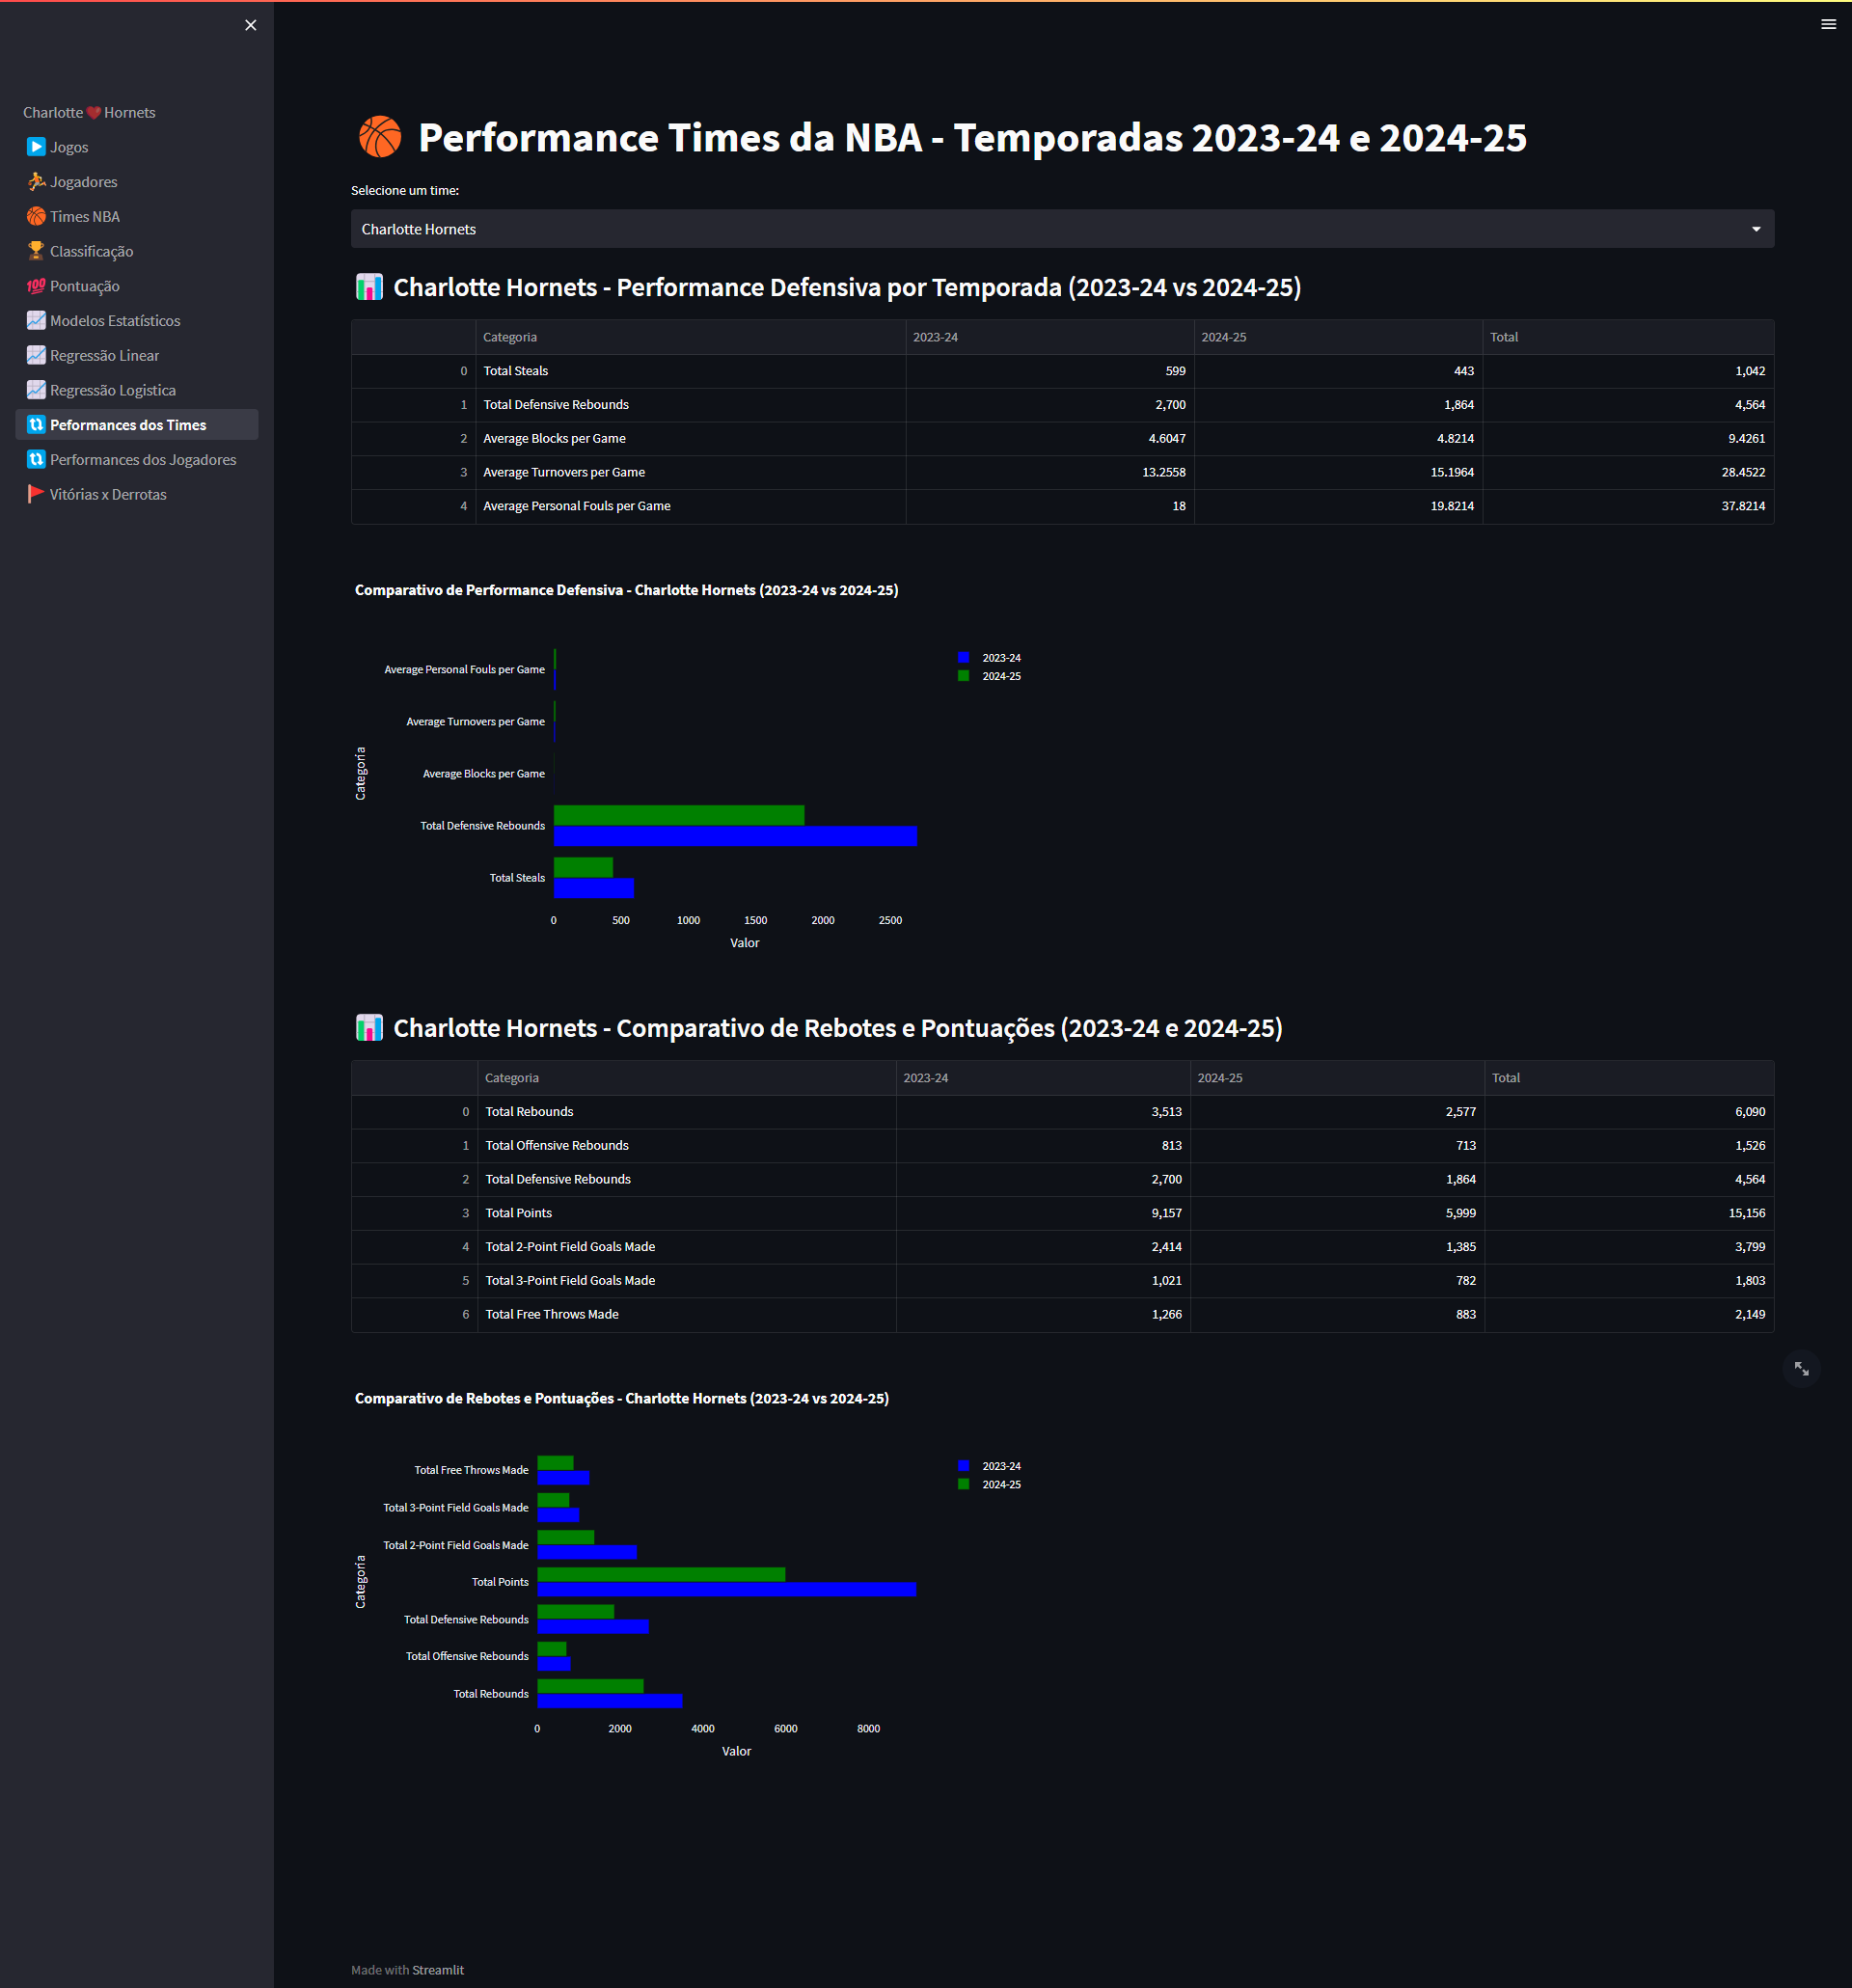 Charlotte ❤️ Hornets
Jogos
Jogadores
Times NBA
Classificação
Pontuação
Modelos Estatísticos
Regressão Linear
Regressão Logistica
Peformances dos Times
Performances dos Jogadores
Vitórias x Derrotas
Performance Times da NBA - Temporadas 2023-24 e 2024-25
Selecione um time:
Charlotte Hornets
Charlotte Hornets - Performance Defensiva por Temporada (2023-24 vs 2024-25)
Categoria 2023-24 2024-25 Total
0 Total Steals 599 443 1,042
1 Total Defensive Rebounds 2,700 1,864 4,564
2 Average Blocks per Game 4.6047 4.8214 9.4261
3 Average Turnovers per Game 13.2558 15.1964 28.4522
4 Average Personal Fouls per Game 18 19.8214 37.8214
Comparativo de Performance Defensiva - Charlotte Hornets (2023-24 vs 2024-25)
2023-24
2024-25
Average Personal Fouls per Game
Average Turnovers per Game
Average Blocks per Game
Total Defensive Rebounds
Total Steals
Categoria
0 500 1000 1500 2000 2500
Valor
Charlotte Hornets - Comparativo de Rebotes e Pontuações (2023-24 e 2024-25)
Categoria 2023-24 2024-25 Total
0 Total Rebounds 3,513 2,577 6,090
1 Total Offensive Rebounds 813 713 1,526
2 Total Defensive Rebounds 2,700 1,864 4,564
3 Total Points 9,157 5,999 15,156
4 Total 2-Point Field Goals Made 2,414 1,385 3,799
5 Total 3-Point Field Goals Made 1,021 782 1,803
6 Total Free Throws Made 1,266 883 2,149
Comparativo de Rebotes e Pontuações - Charlotte Hornets (2023-24 vs 2024-25)
2023-24
2024-25
Total Free Throws Made
Total 3-Point Field Goals Made
Total 2-Point Field Goals Made
Total Points
Total Defensive Rebounds
Total Offensive Rebounds
Total Rebounds
Categoria
0 2000 4000 6000 8000
Valor
Made with Streamlit